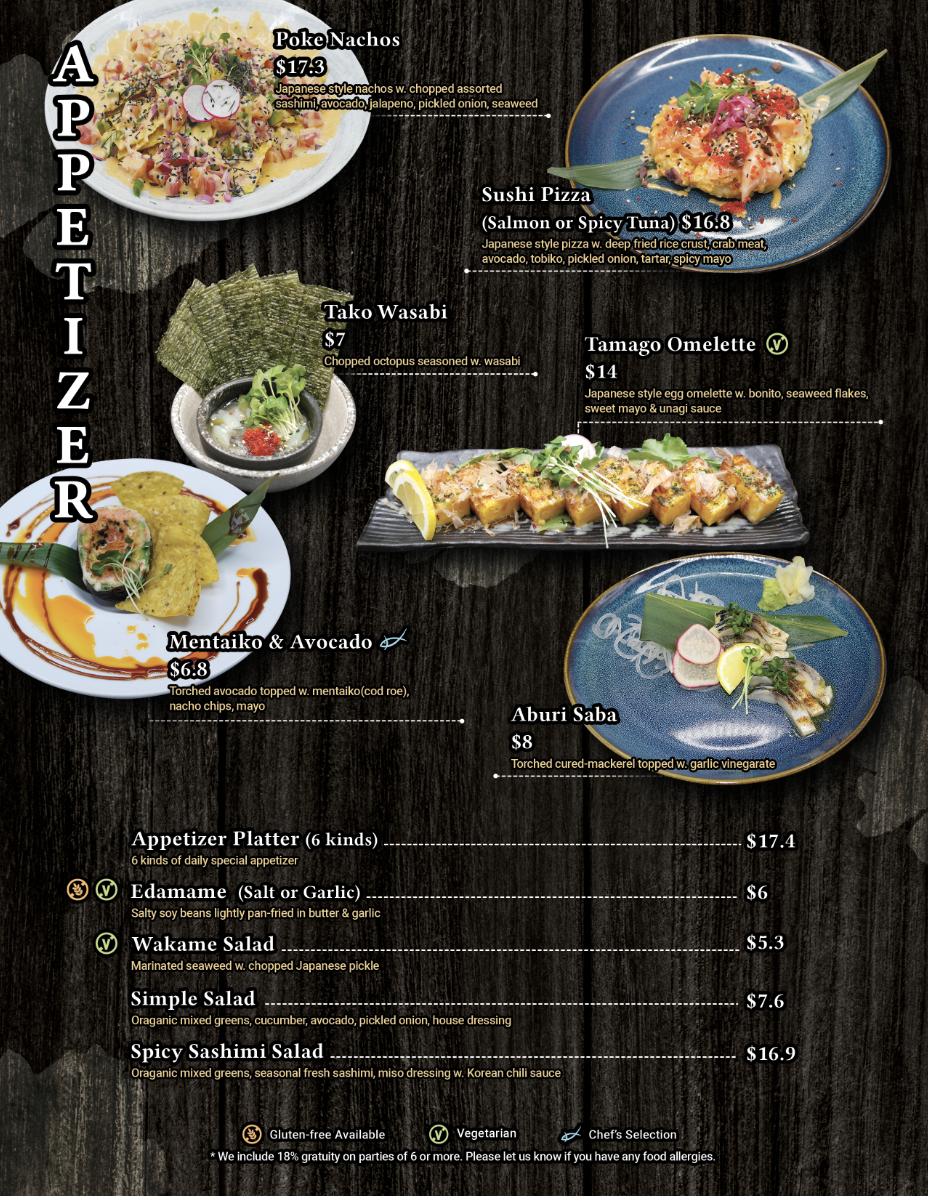 APPETIZER
Poke Nachos
$17.3
Japanese style nachos w. chopped assorted
sashimi, avocado, jalapeno, pickled onion, seaweed
Sushi Pizza
(Salmon or Spicy Tuna) $16.8
Japanese style pizza w. deep fried rice crust, crab meat,
avocado, tobiko, pickled onion, tartar, spicy mayo
Tako Wasabi
$7
Chopped octopus seasoned w. wasabi
Tamago Omelette V
$14
Japanese style egg omelette w. bonito, seaweed flakes,
sweet mayo & unagi sauce
Mentaiko & Avocado
$6.8
Torched avocado topped w. mentaiko(cod roe),
nacho chips, mayo
Aburi Saba
$8
Torched cured-mackerel topped w. garlic vinegarate
Appetizer Platter (6 kinds) $17.4
6 kinds of daily special appetizer
V Edamame (Salt or Garlic) $6
Salty soy beans lightly pan-fried in butter & garlic
V Wakame Salad $5.3
Marinated seaweed w. chopped Japanese pickle
Simple Salad $7.6
Oraganic mixed greens, cucumber, avocado, pickled onion, house dressing
Spicy Sashimi Salad $16.9
Oraganic mixed greens, seasonal fresh sashimi, miso dressing w. Korean chili sauce
Gluten-free Available V Vegetarian Chef's Selection
* We include 18% gratuity on parties of 6 or more. Please let us know if you have any food allergies.